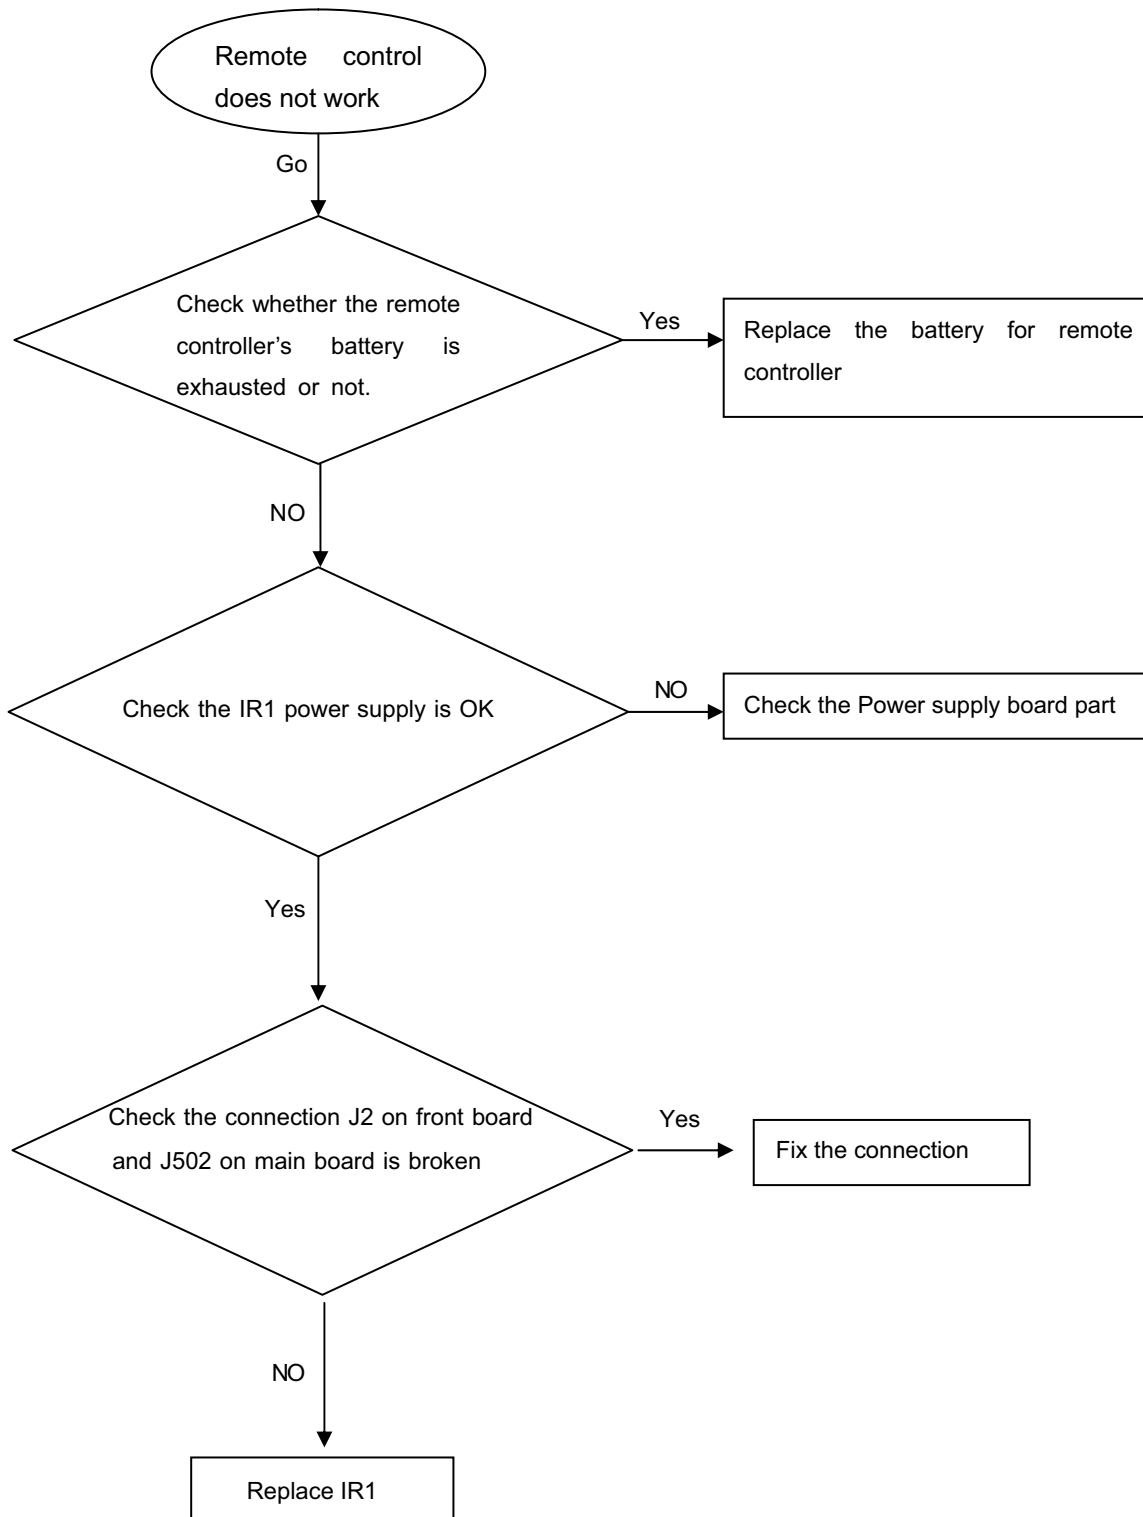 Remote control
does not work
Go
Check whether the remote
controller’s battery is
exhausted or not.
Yes
Replace the battery for remote
controller
NO
Check the IR1 power supply is OK
NO
Check the Power supply board part
Yes
Check the connection J2 on front board
and J502 on main board is broken
Yes
Fix the connection
NO
Replace IR1